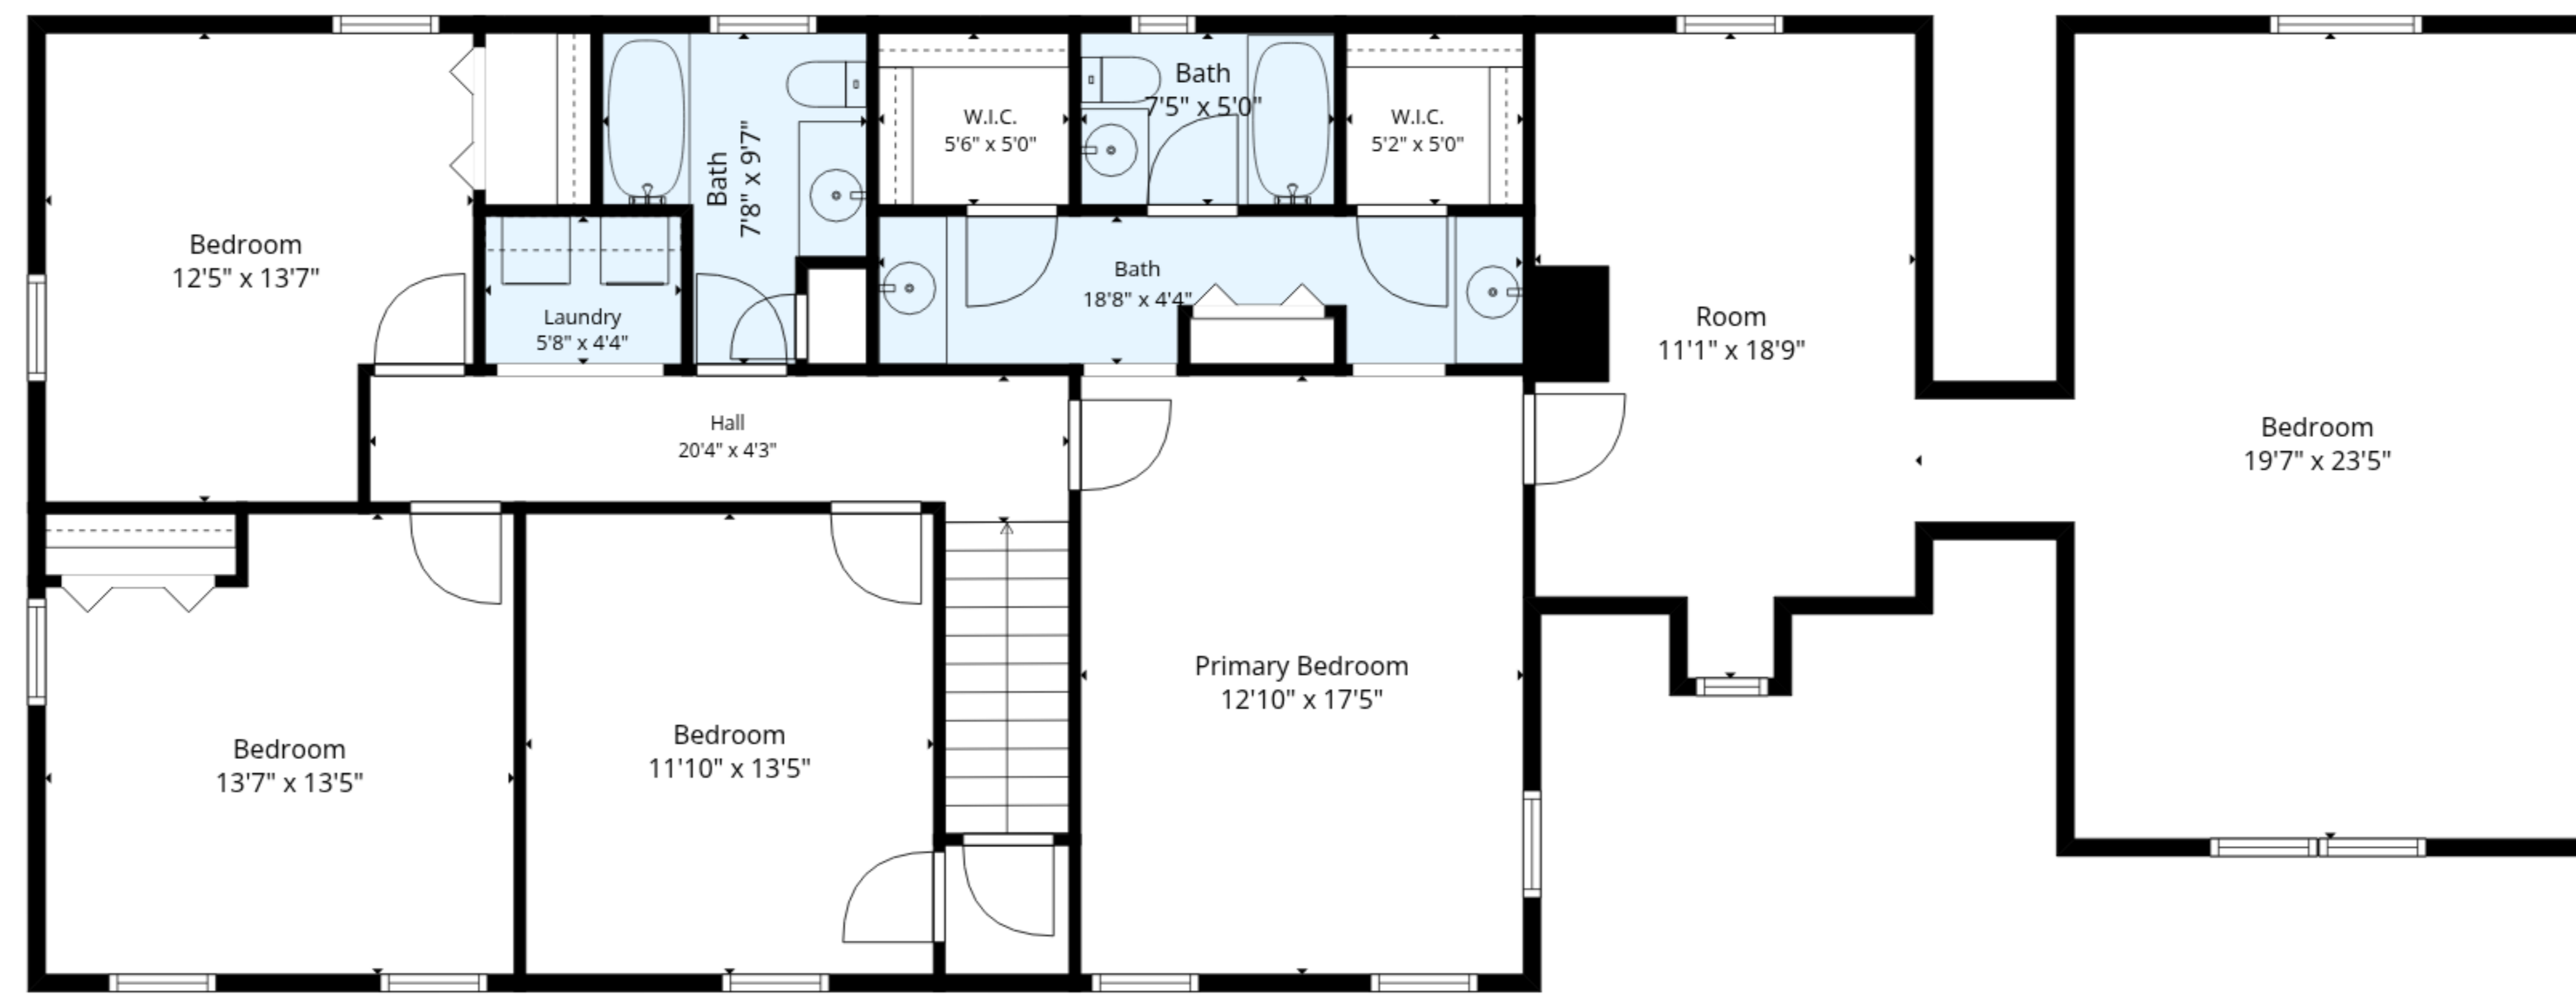 Bath
7'5" x 5'0"
W.I.C.
5'6" x 5'0"
W.I.C.
5'2" x 5'0"
Bath
7'8" x 9'7"
Bedroom
12'5" x 13'7"
Laundry
5'8" x 4'4"
Bath
18'8" x 4'4"
Room
11'1" x 18'9"
Hall
20'4" x 4'3"
Bedroom
19'7" x 23'5"
Primary Bedroom
12'10" x 17'5"
Bedroom
13'7" x 13'5"
Bedroom
11'10" x 13'5"